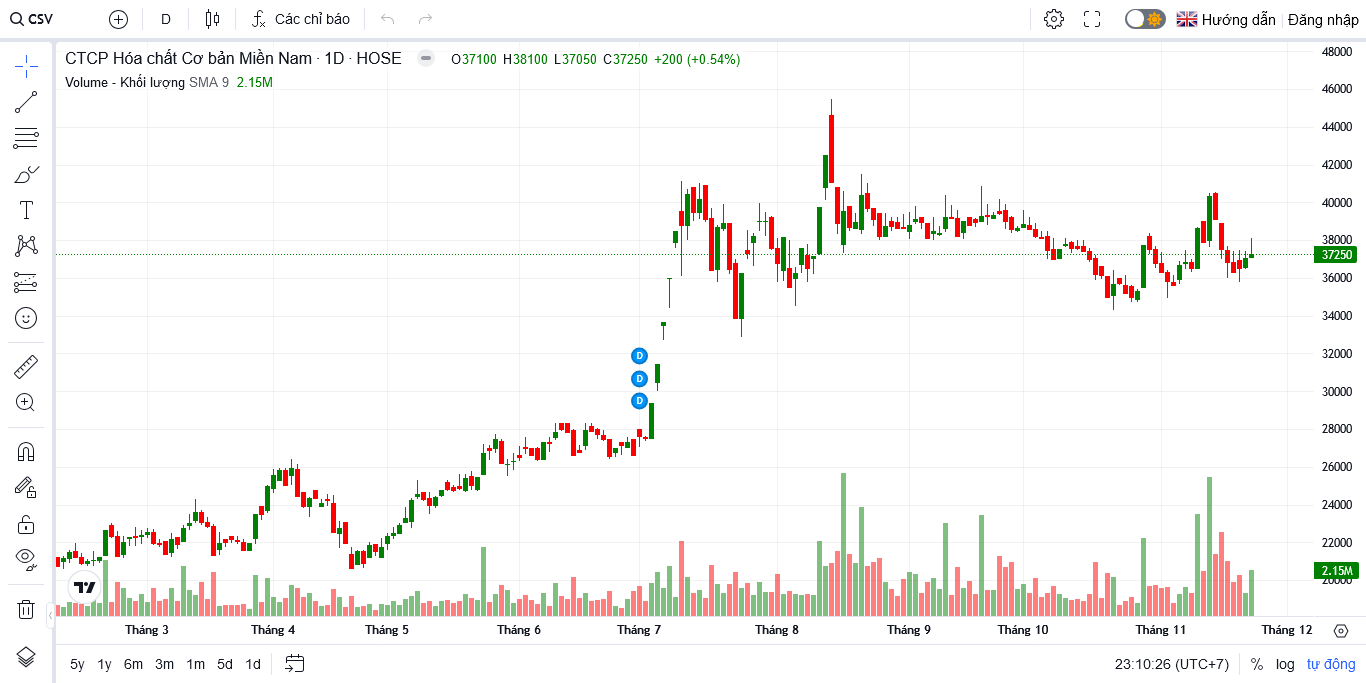 CSV D Các chỉ báo Hướng dẫn Đăng nhập
CTCP Hóa chất Cơ bản Miền Nam · 1D · HOSE O37100 H38100 L37050 C37250 +200 (+0.54%)
Volume - Khối lượng SMA 9 2.15M
48000
46000
44000
42000
40000
38000
37250
36000
34000
32000
30000
28000
26000
24000
22000
2.15M
20000
D
D
D
Tháng 3 Tháng 4 Tháng 5 Tháng 6 Tháng 7 Tháng 8 Tháng 9 Tháng 10 Tháng 11 Tháng 12
5y 1y 6m 3m 1m 5d 1d 23:10:26 (UTC+7) % log tự động